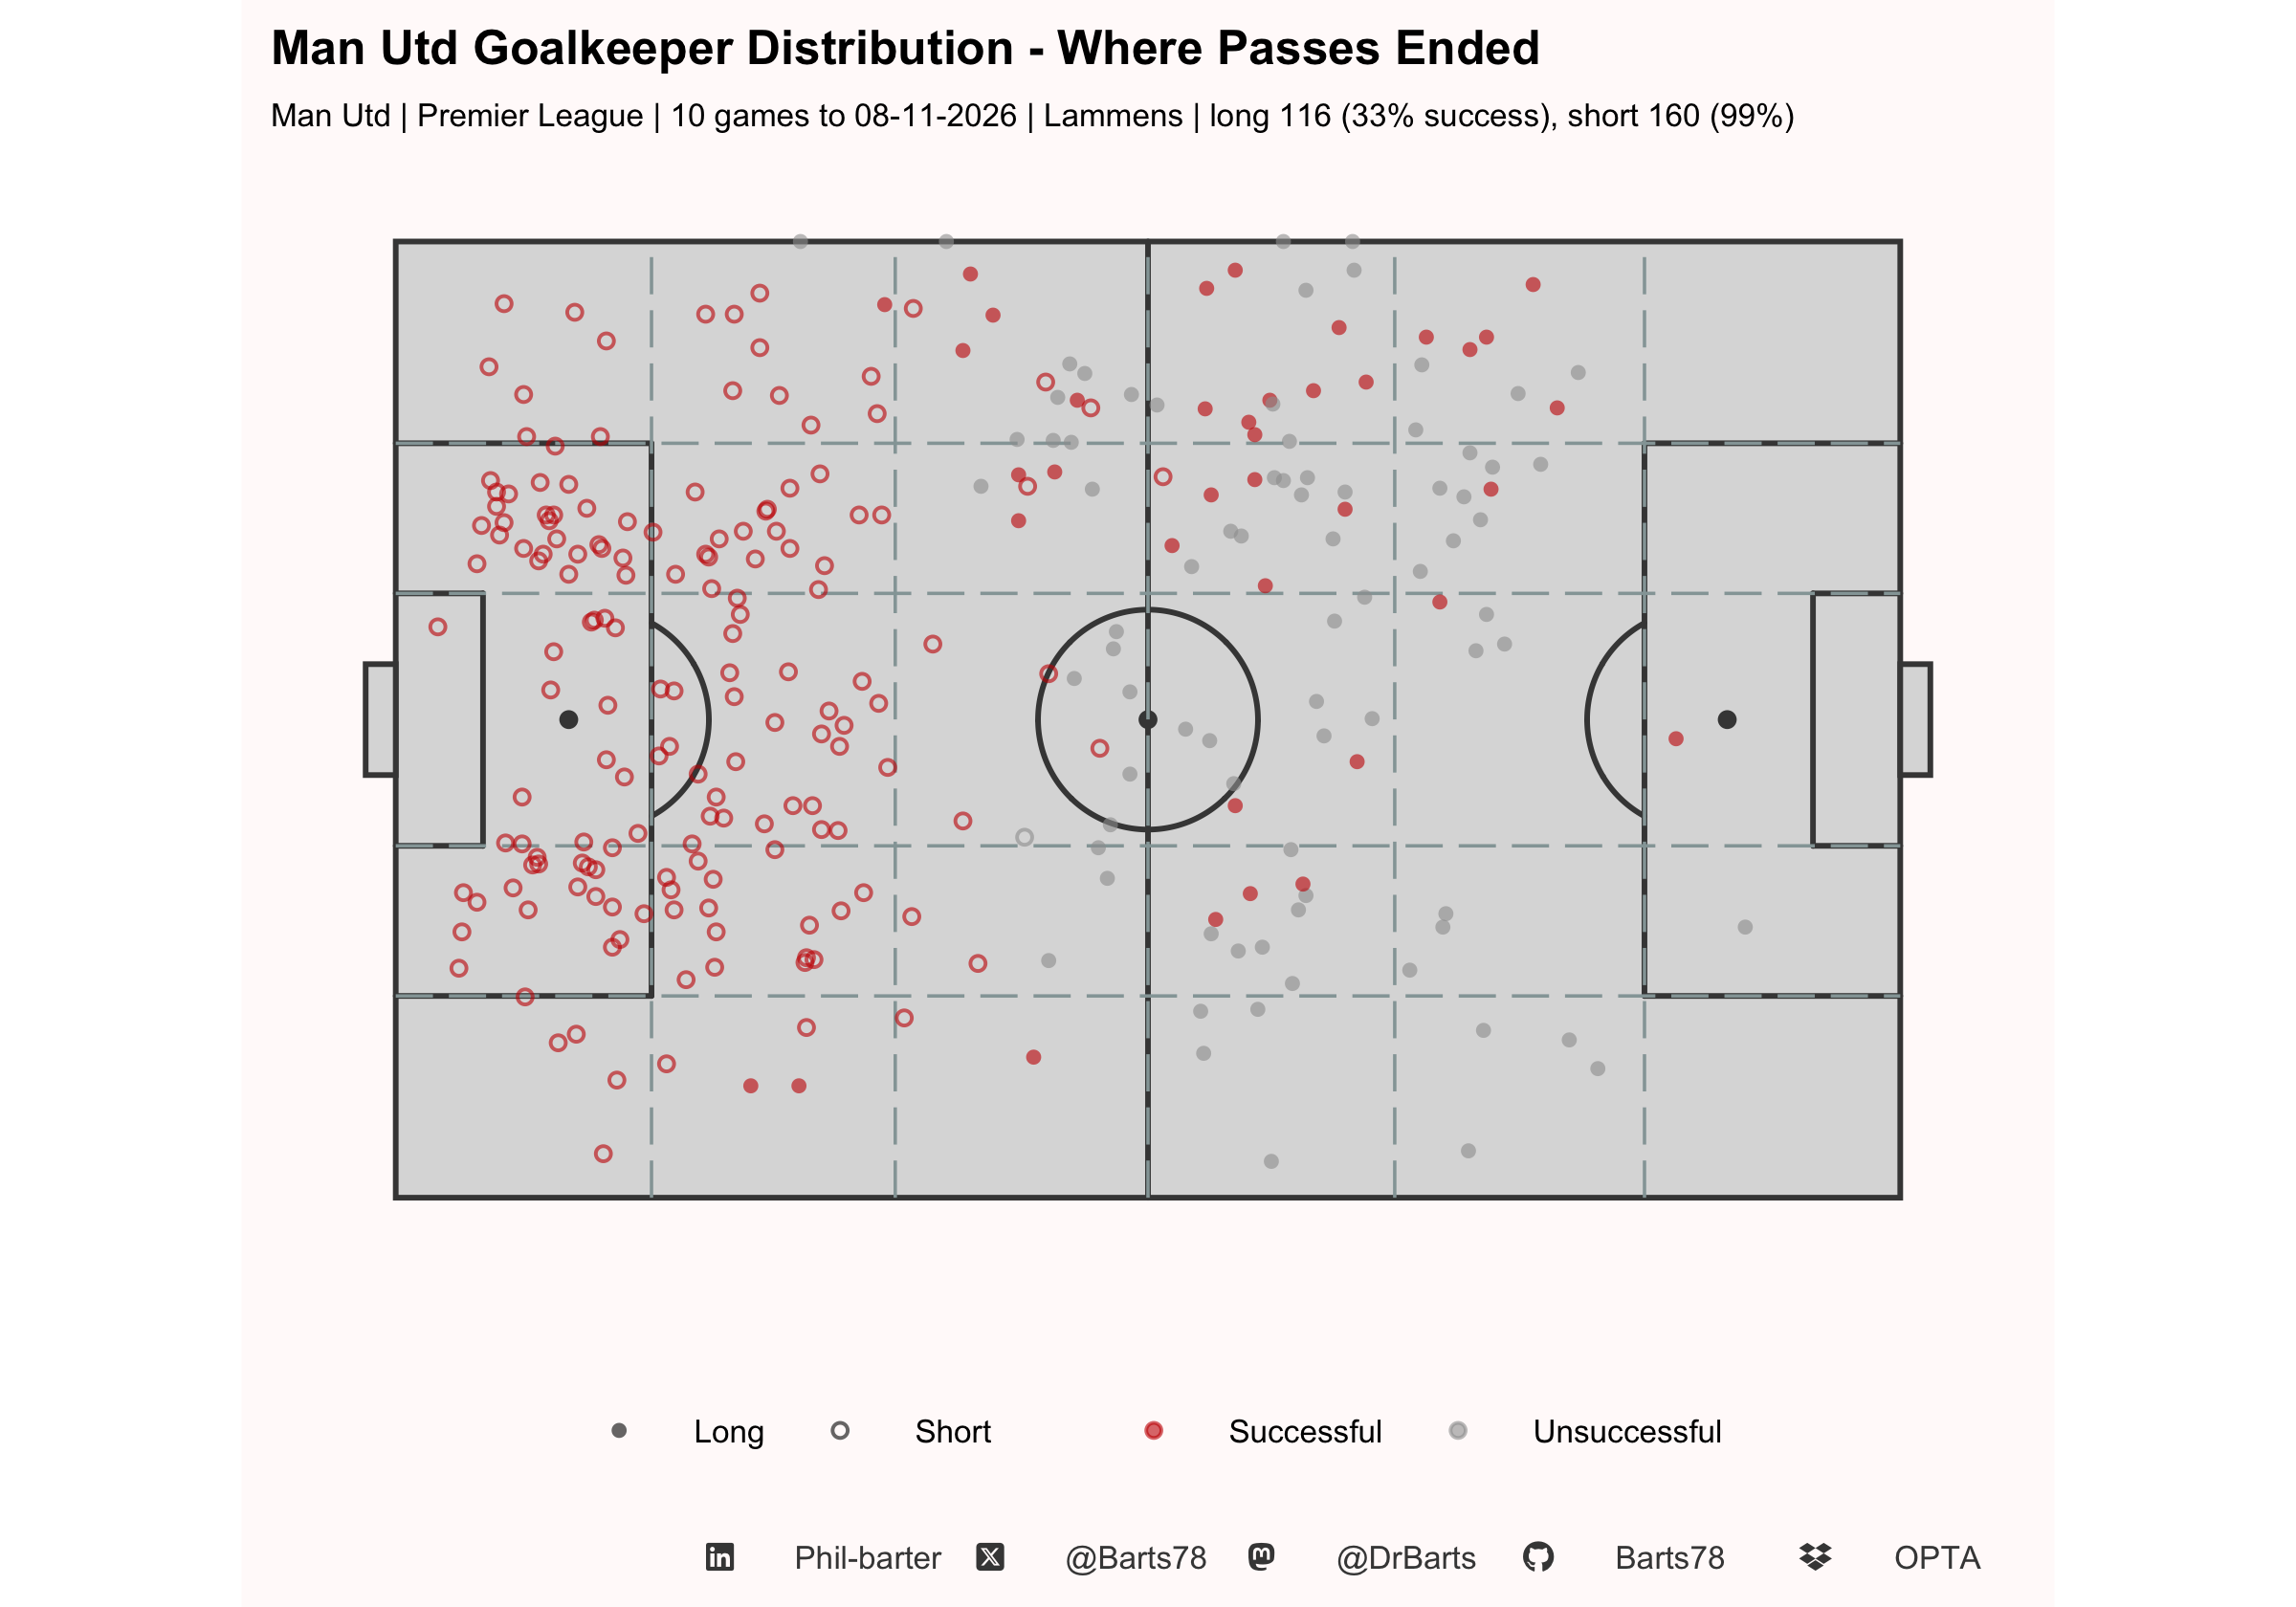 Man Utd Goalkeeper Distribution - Where Passes Ended
Man Utd | Premier League | 10 games to 08-11-2026 | Lammens | long 116 (33% success), short 160 (99%)
Long Short Successful Unsuccessful
Phil-barter @Barts78 @DrBarts Barts78 OPTA